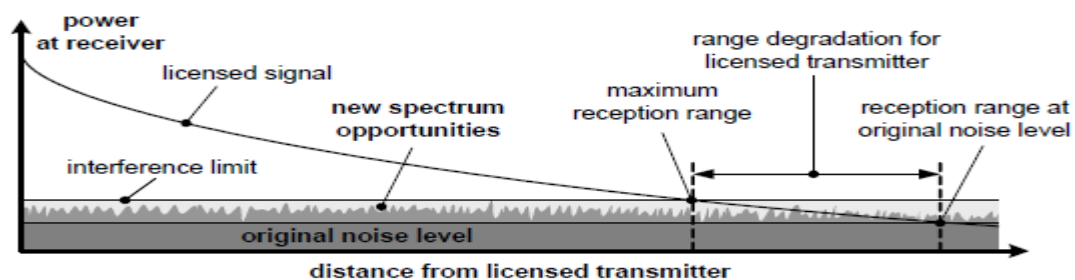 power
at receiver
licensed signal
new spectrum
opportunities
interference limit
maximum
reception range
range degradation for
licensed transmitter
reception range at
original noise level
original noise level
distance from licensed transmitter